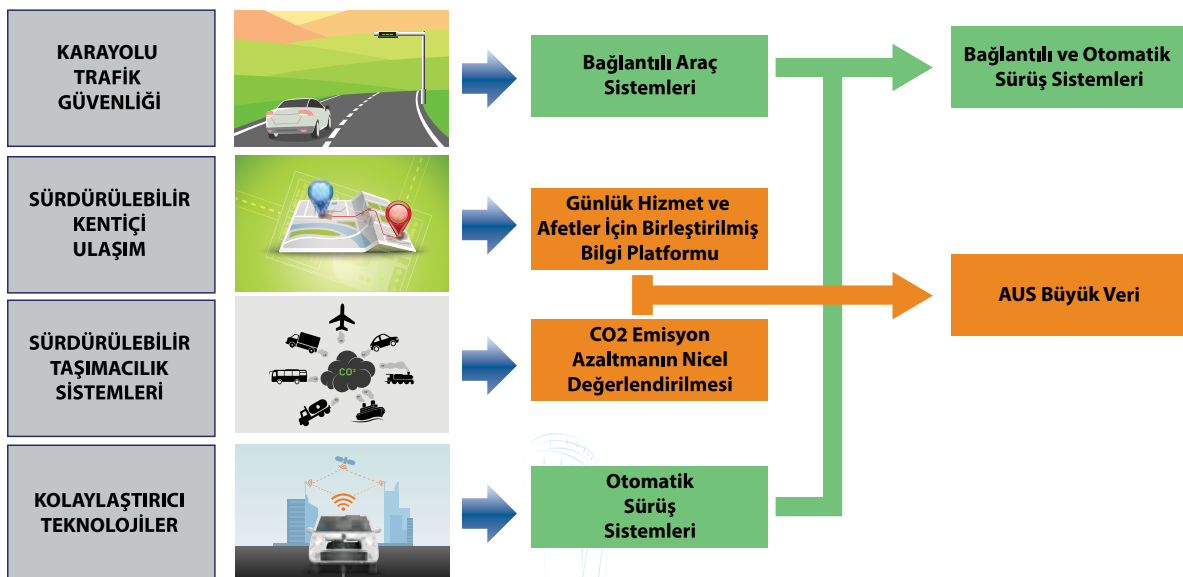 KARAYOLU
TRAFİK
GÜVENLİĞİ
Bağlantılı Araç
Sistemleri
Bağlantılı ve Otomatik
Sürüş Sistemleri
SÜRDÜRÜLEBİLİR
KENTİÇİ
ULAŞIM
Günlük Hizmet ve
Afetler İçin Birleştirilmiş
Bilgi Platformu
AUS Büyük Veri
SÜRDÜRÜLEBİLİR
TAŞIMACILIK
SİSTEMLERİ
CO²
CO2 Emisyon
Azaltmanın Nicel
Değerlendirilmesi
KOLAYLAŞTIRICI
TEKNOLOJİLER
Otomatik
Sürüş
Sistemleri